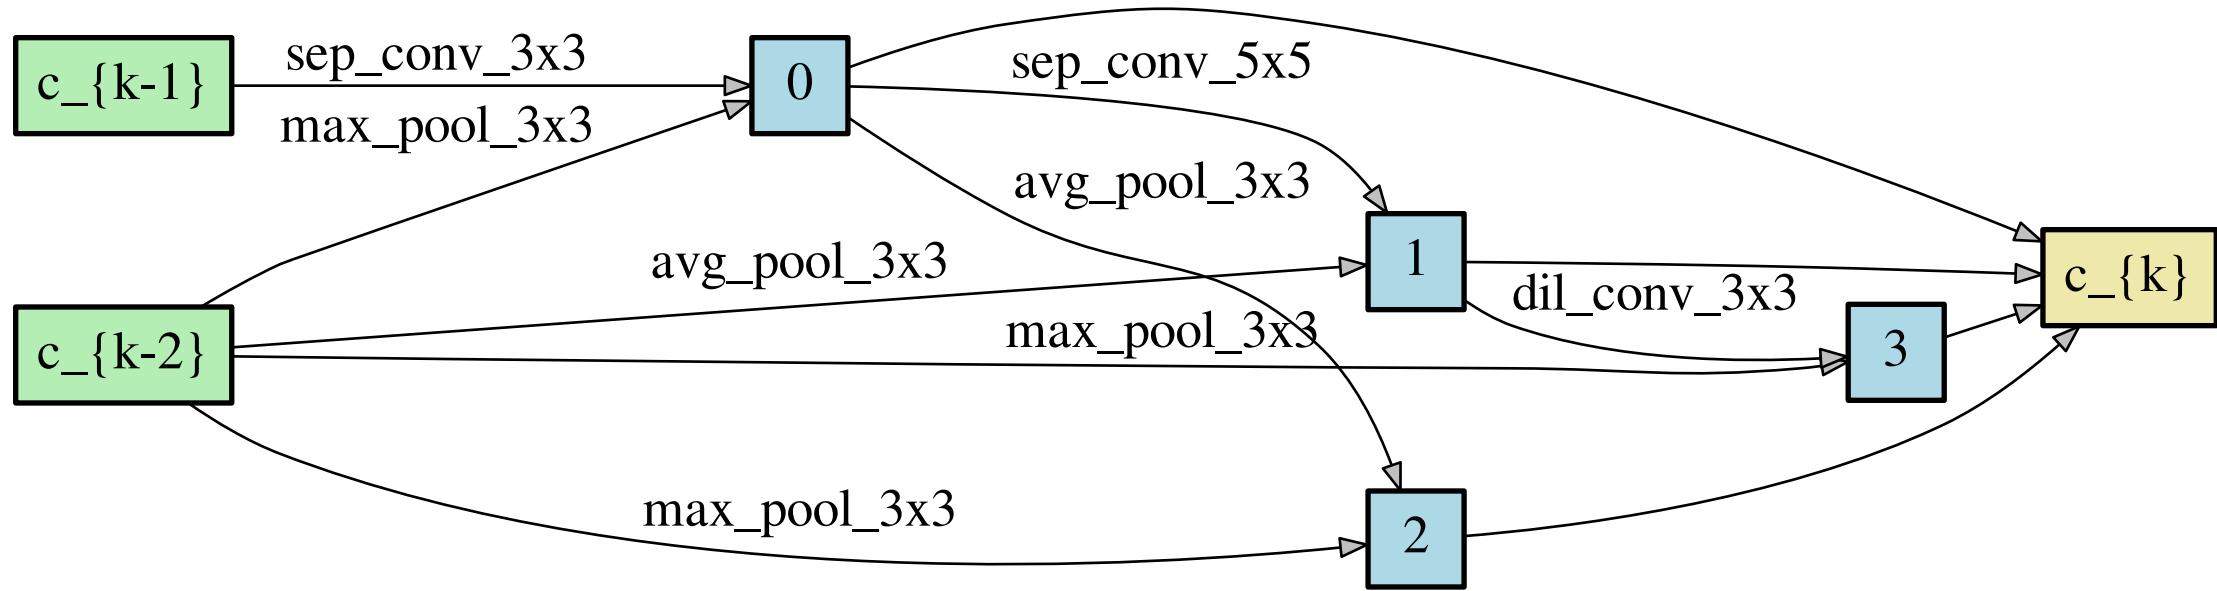 c_{k-1}
sep_conv_3x3
max_pool_3x3
0
sep_conv_5x5
avg_pool_3x3
c_{k-2}
avg_pool_3x3
max_pool_3x3
max_pool_3x3
1
dil_conv_3x3
3
2
c_{k}